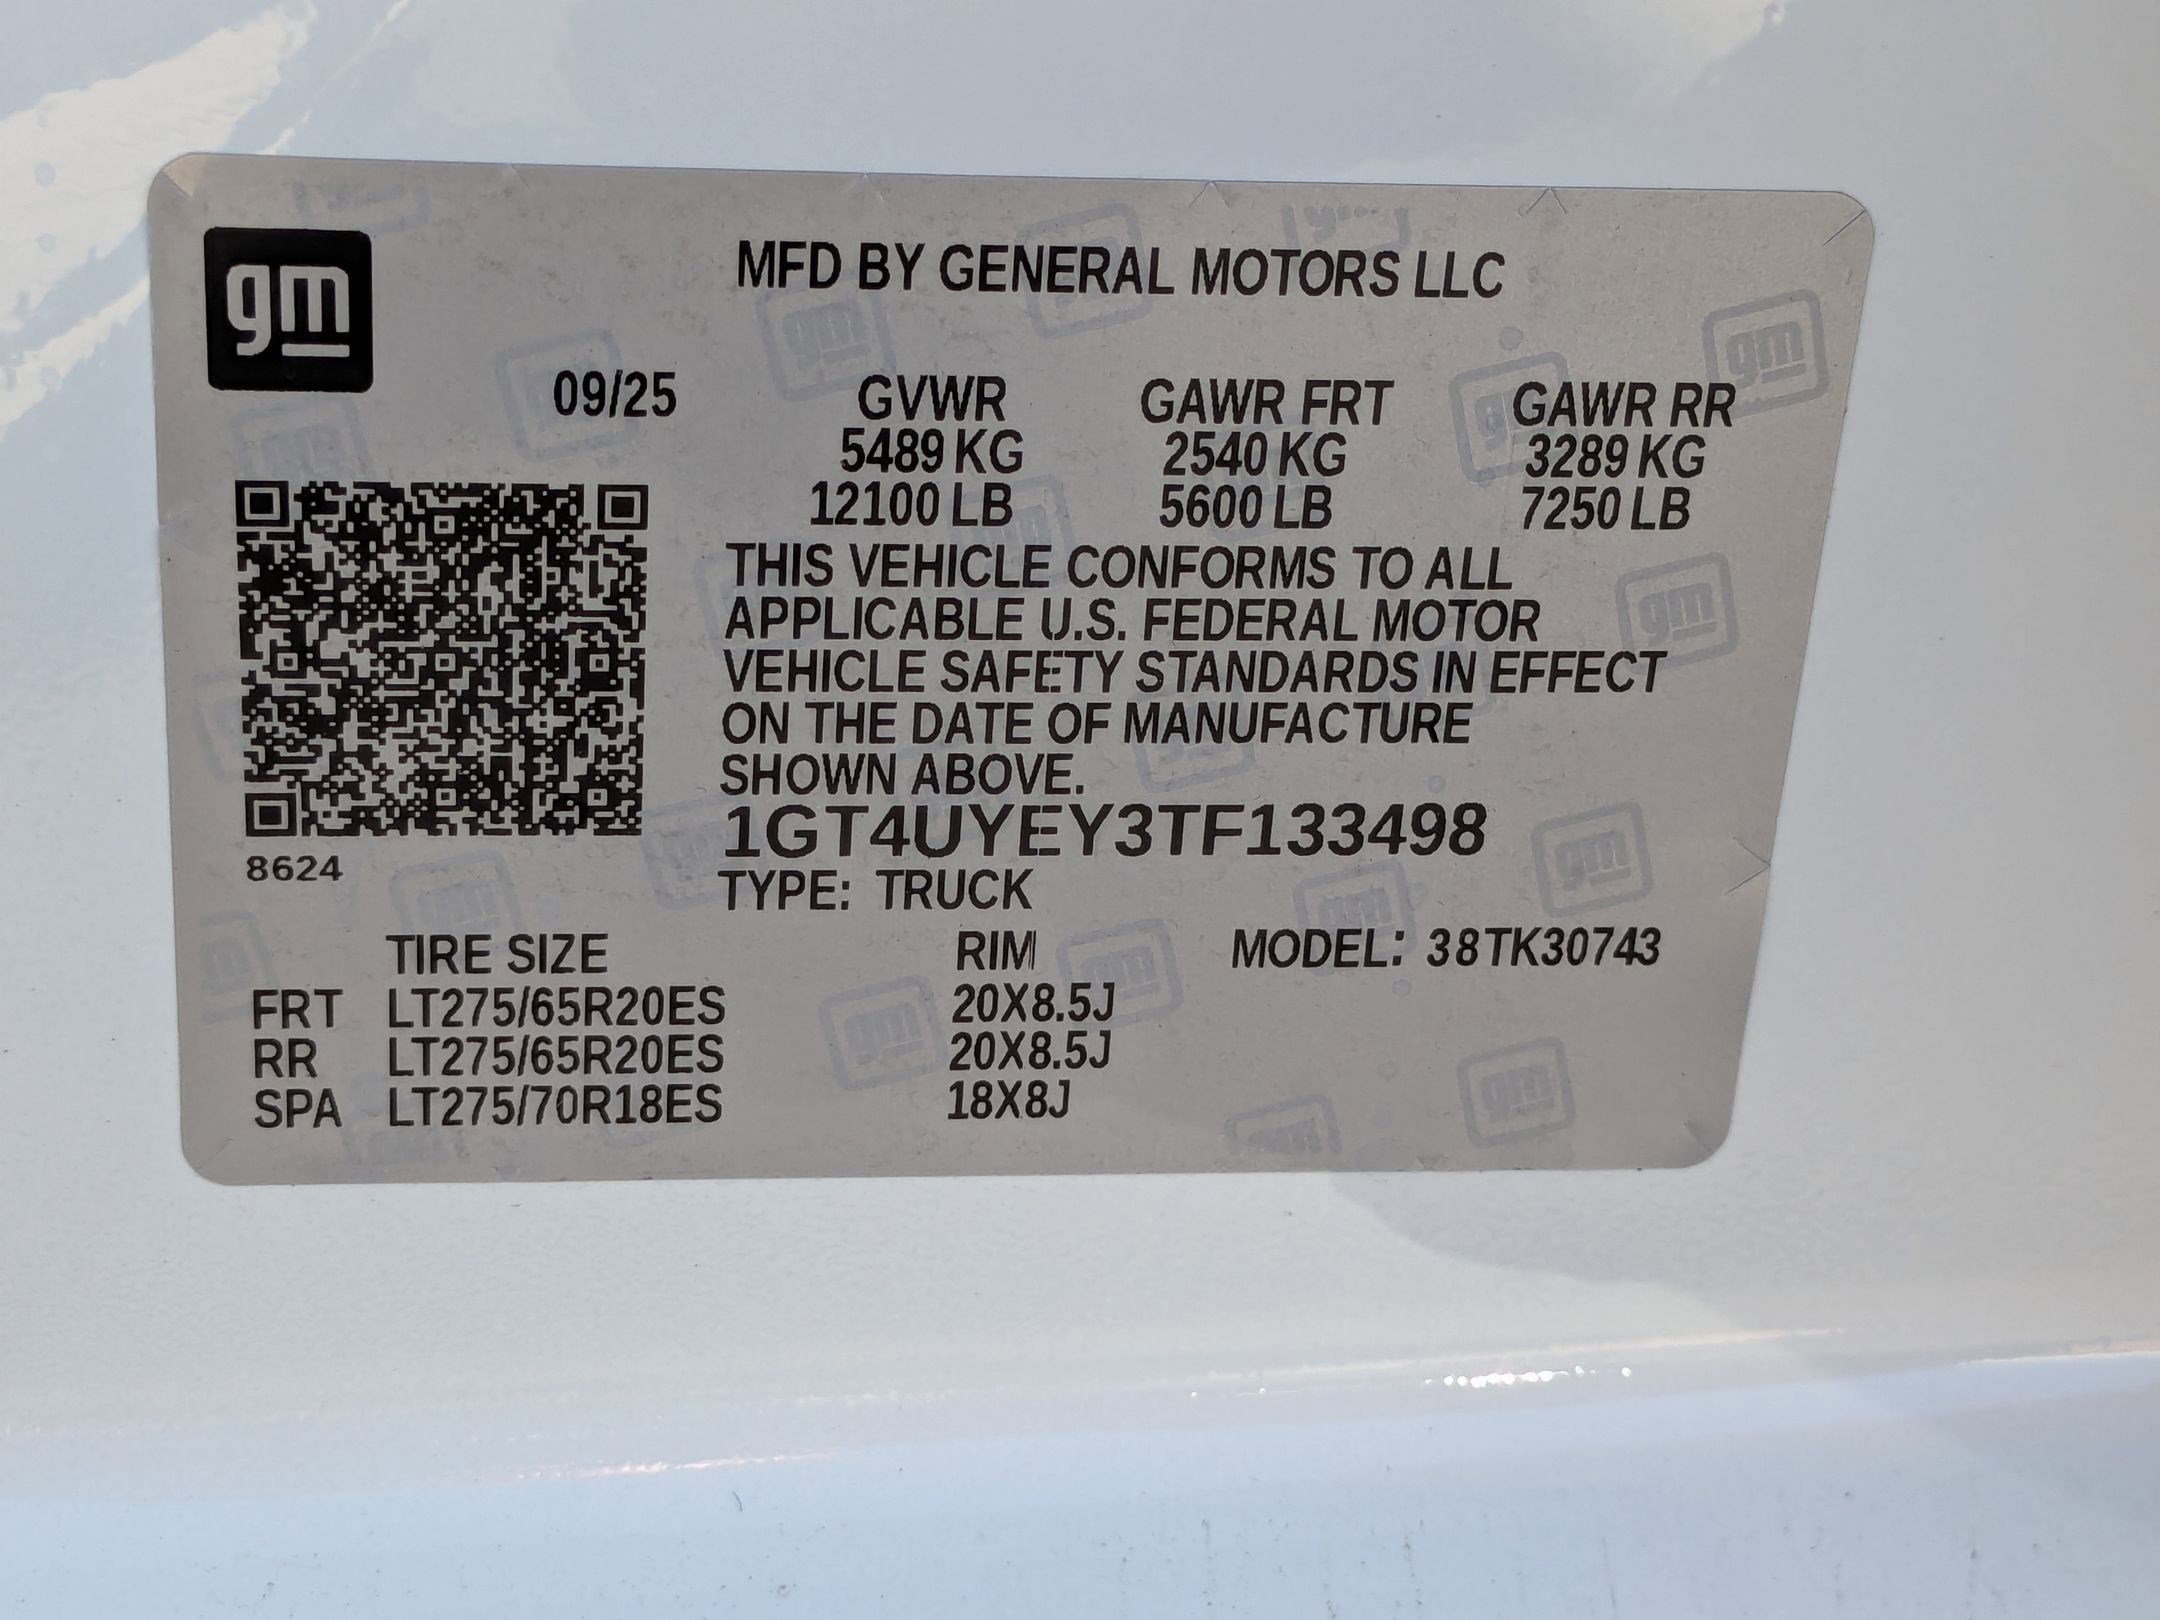 gm
MFD BY GENERAL MOTORS LLC
09/25 GVWR GAWR FRT GAWR RR
5489 KG 2540 KG 3289 KG
12100 LB 5600 LB 7250 LB
THIS VEHICLE CONFORMS TO ALL
APPLICABLE U.S. FEDERAL MOTOR
VEHICLE SAFETY STANDARDS IN EFFECT
ON THE DATE OF MANUFACTURE
SHOWN ABOVE.
1GT4UYEY3TF133498
8624
TYPE: TRUCK
TIRE SIZE RIM MODEL: 38TK30743
FRT LT275/65R20ES 20X8.5J
RR LT275/65R20ES 20X8.5J
SPA LT275/70R18ES 18X8J